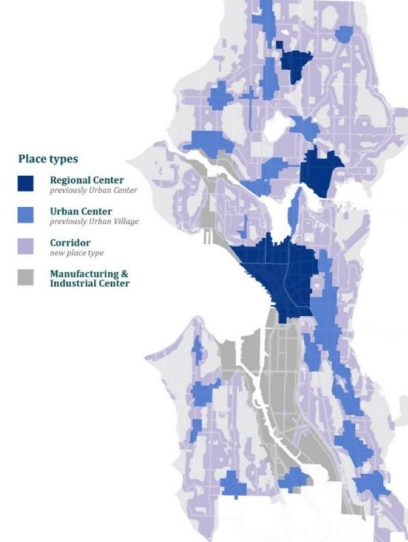 Place types
Regional Center
previously Urban Center
Urban Center
previously Urban Village
Corridor
new place type
Manufacturing &
Industrial Center